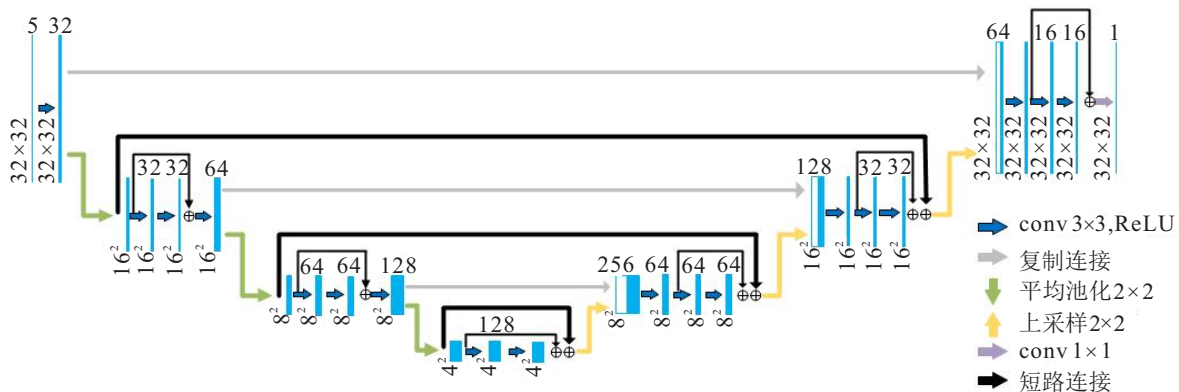 5 32
32×32 32×32
32 32 64
16² 16² 16² 16²
64 64 128
8² 8² 8² 8²
128
4² 4² 4²
256 64 64 64
8² 8² 8² 8²
128 32 32
16² 16² 16² 16²
64 16 16 1
32×32 32×32 32×32 32×32 32×32
conv 3×3,ReLU
复制连接
平均池化2×2
上采样2×2
conv 1×1
短路连接